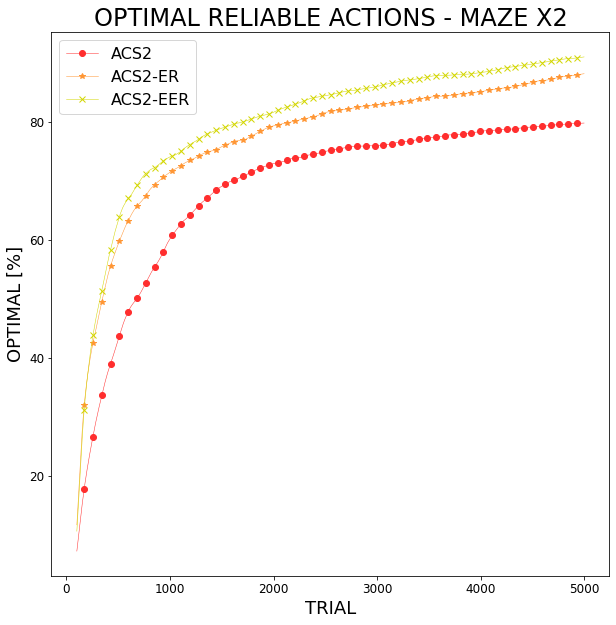 OPTIMAL RELIABLE ACTIONS - MAZE X2
ACS2
ACS2-ER
ACS2-EER
OPTIMAL [%]
80
60
40
20
0 1000 2000 3000 4000 5000
TRIAL